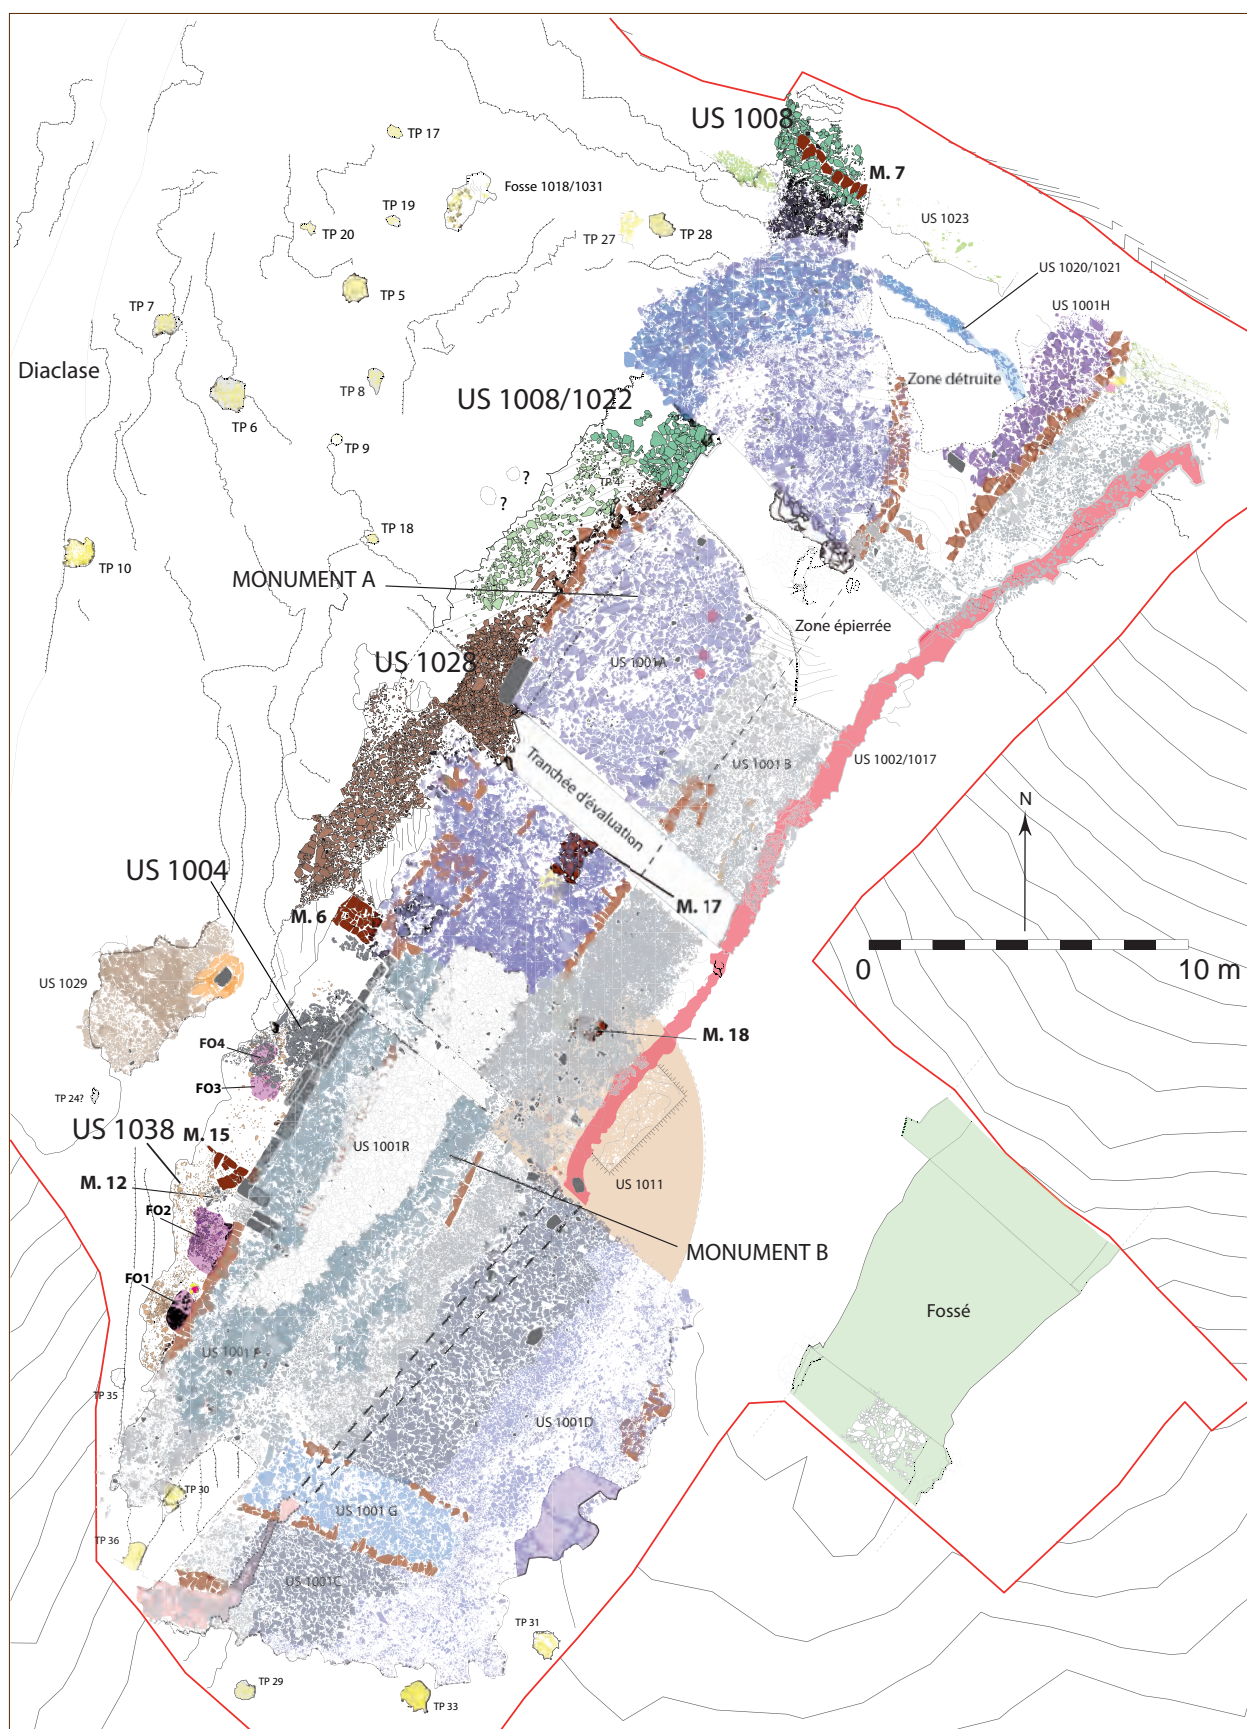 US 1008
TP 17
M. 7
Fosse 1018/1031
TP 19
US 1023
TP 20
TP 27
TP 28
US 1020/1021
TP 5
TP 7
US 1001H
Diaclase
Zone détruite
TP 8
US 1008/1022
TP 6
TP 9
?
TP 4
?
TP 18
TP 10
MONUMENT A
Zone épierrée
US 1028
US 1001A
US 1002/1017
US 1001 B
Tranchée d'évaluation
N
US 1004
M. 6
M. 17
0
10 m
US 1029
M. 18
FO4
FO3
TP 24?
US 1038
M. 15
US 1001R
M. 12
US 1011
FO2
MONUMENT B
FO1
Fossé
US 1001 F
TP 35
US 1001D
TP 30
US 1001 G
TP 36
US 1001C
TP 31
TP 29
TP 33